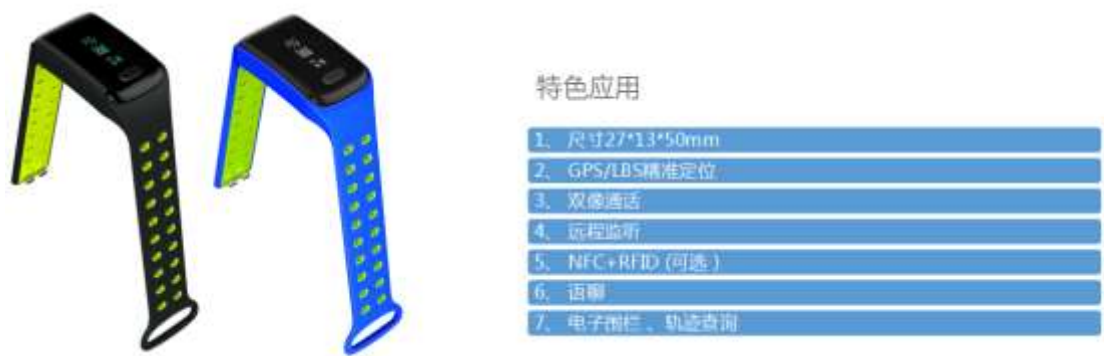 特色应用
1、 尺寸27*13*50mm
2、 GPS/LBS精准定位
3、 双像通话
4、 远程监听
5、 NFC+RFID (可选 )
6、 语聊
7、 电子围栏 、轨迹查询